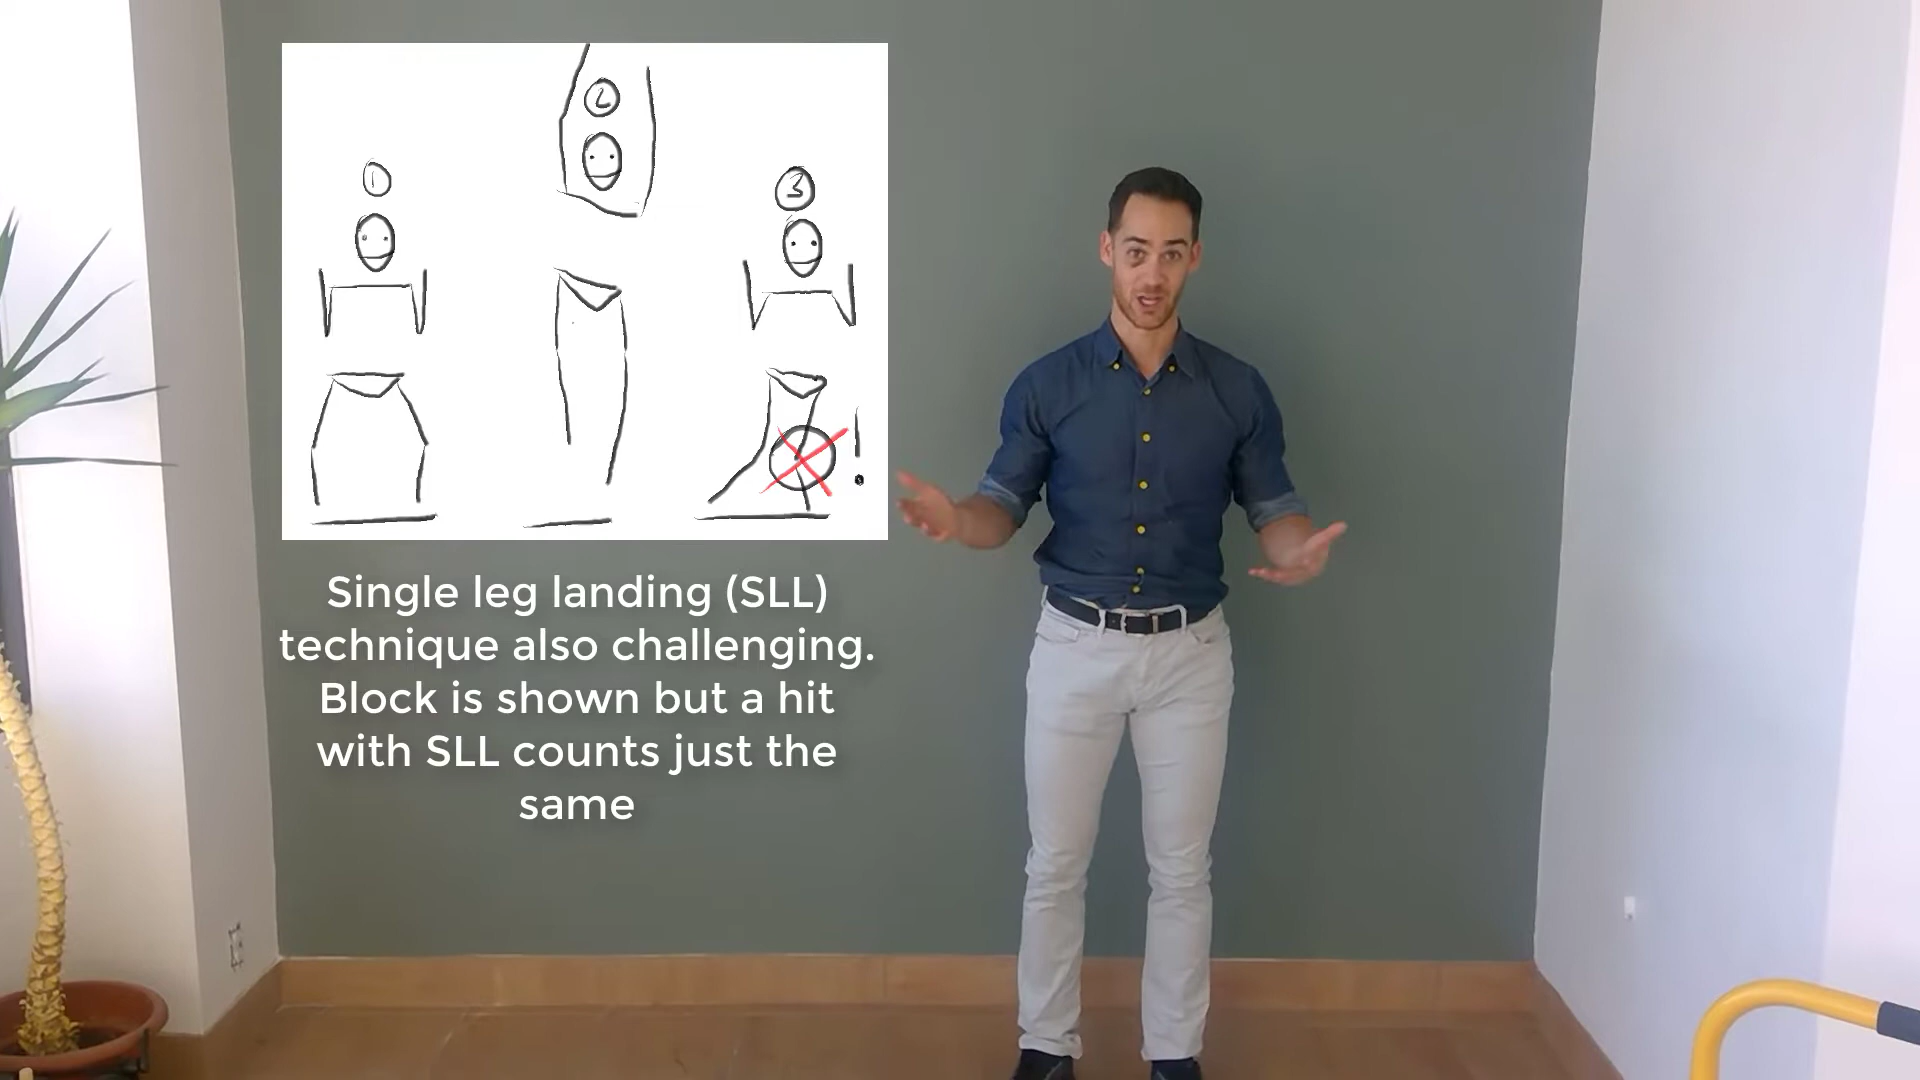 1
2
3
!
Single leg landing (SLL)
technique also challenging.
Block is shown but a hit
with SLL counts just the
same